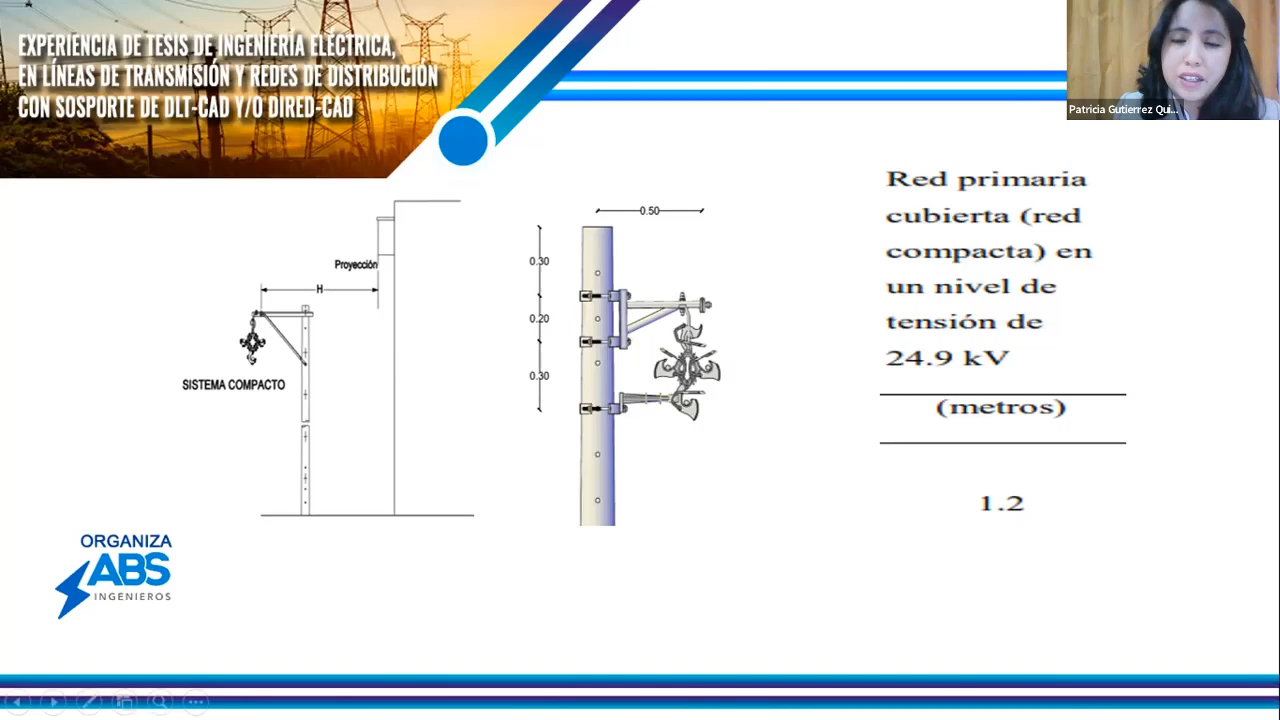 EXPERIENCIA DE TESIS DE INGENIERÍA ELÉCTRICA,
EN LÍNEAS DE TRANSMISIÓN Y REDES DE DISTRIBUCIÓN
CON SOSPORTE DE DLT-CAD Y/O DIRED-CAD
Patricia Gutierrez Qui...
Proyección
H
SISTEMA COMPACTO
0.50
0.30
0.20
0.30
Red primaria
cubierta (red
compacta) en
un nivel de
tensión de
24.9 kV
(metros)
1.2
ORGANIZA
ABS
INGENIEROS